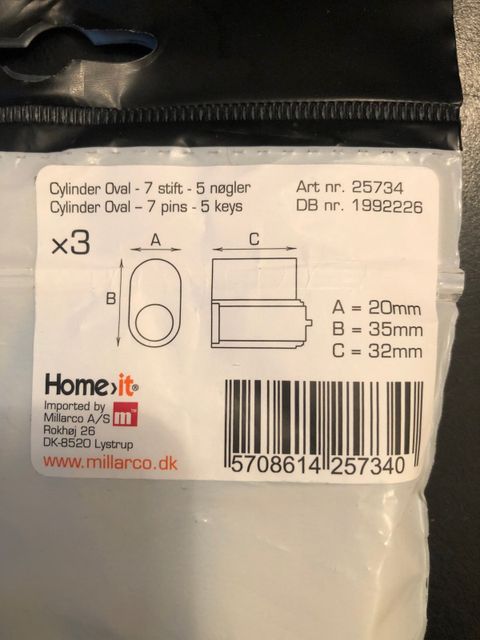 Cylinder Oval - 7 stift - 5 nøgler
Cylinder Oval – 7 pins - 5 keys
Art nr. 25734
DB nr. 1992226
x3
A
B
C
A = 20mm
B = 35mm
C = 32mm
Home›it®
Imported by
Millarco A/S
Rokhøj 26
DK-8520 Lystrup
m™
www.millarco.dk
5708614 257340